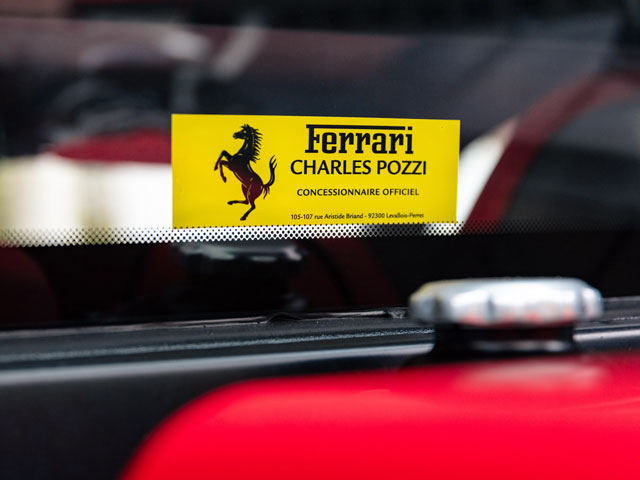 Ferrari
CHARLES POZZI
CONCESSIONNAIRE OFFICIEL
105-107 rue Aristide Briand - 92300 Levallois-Perret